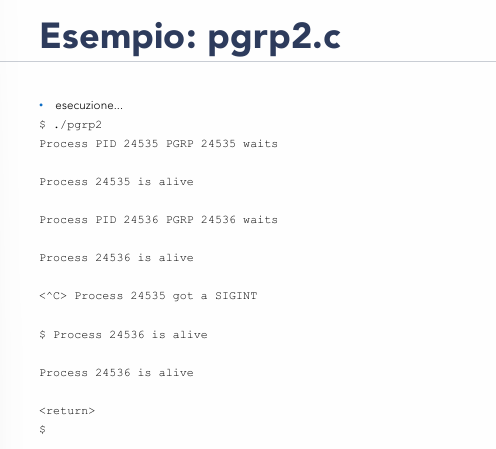 Esempio: pgrp2.c
• esecuzione...
$ ./pgrp2
Process PID 24535 PGRP 24535 waits
Process 24535 is alive
Process PID 24536 PGRP 24536 waits
Process 24536 is alive
<^C> Process 24535 got a SIGINT
$ Process 24536 is alive
Process 24536 is alive
<return>
$